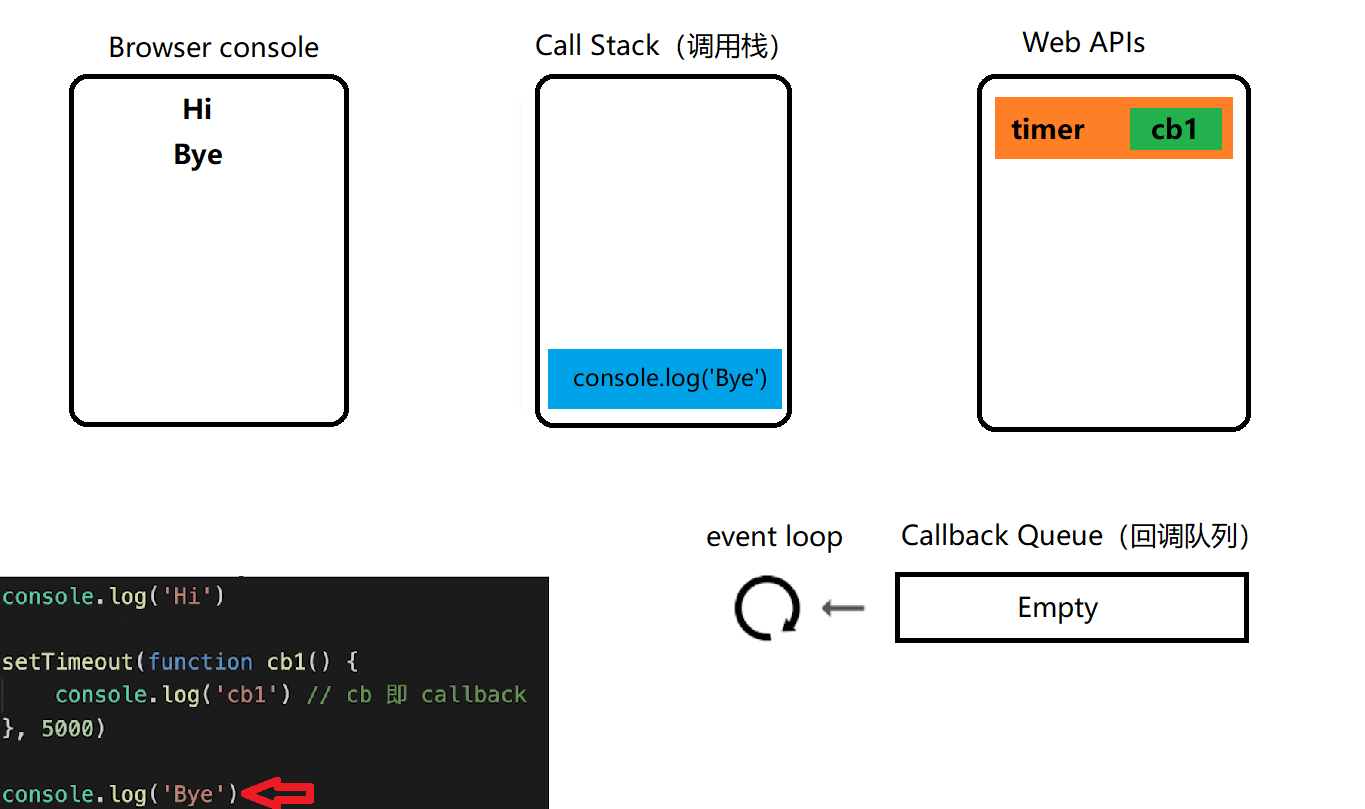 Browser console
Hi
Bye
Call Stack（调用栈）
console.log('Bye')
Web APIs
timer cb1
event loop
Callback Queue（回调队列）
Empty
console.log('Hi')
setTimeout(function cb1() {
console.log('cb1') // cb 即 callback
}, 5000)
console.log('Bye')